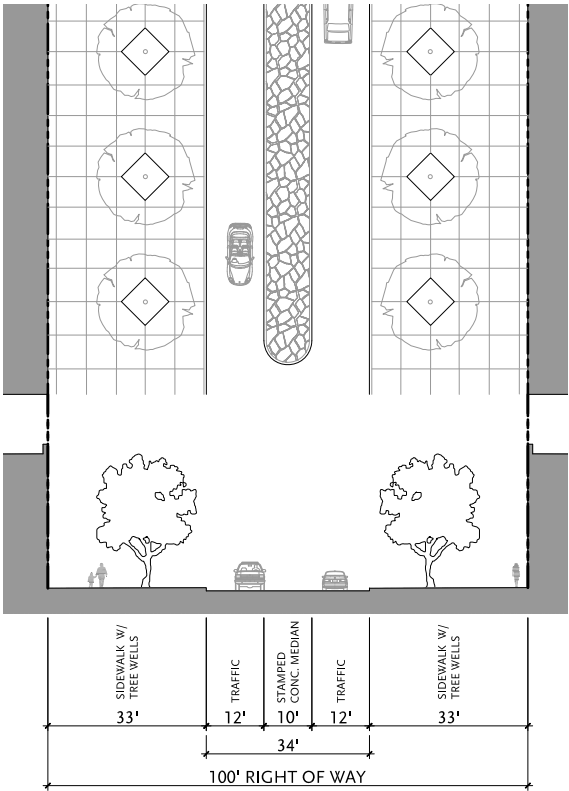 SIDEWALK W/
TREE WELLS
TRAFFIC
STAMPED
CONC. MEDIAN
TRAFFIC
SIDEWALK W/
TREE WELLS
33'
12'
10'
12'
33'
34'
100' RIGHT OF WAY